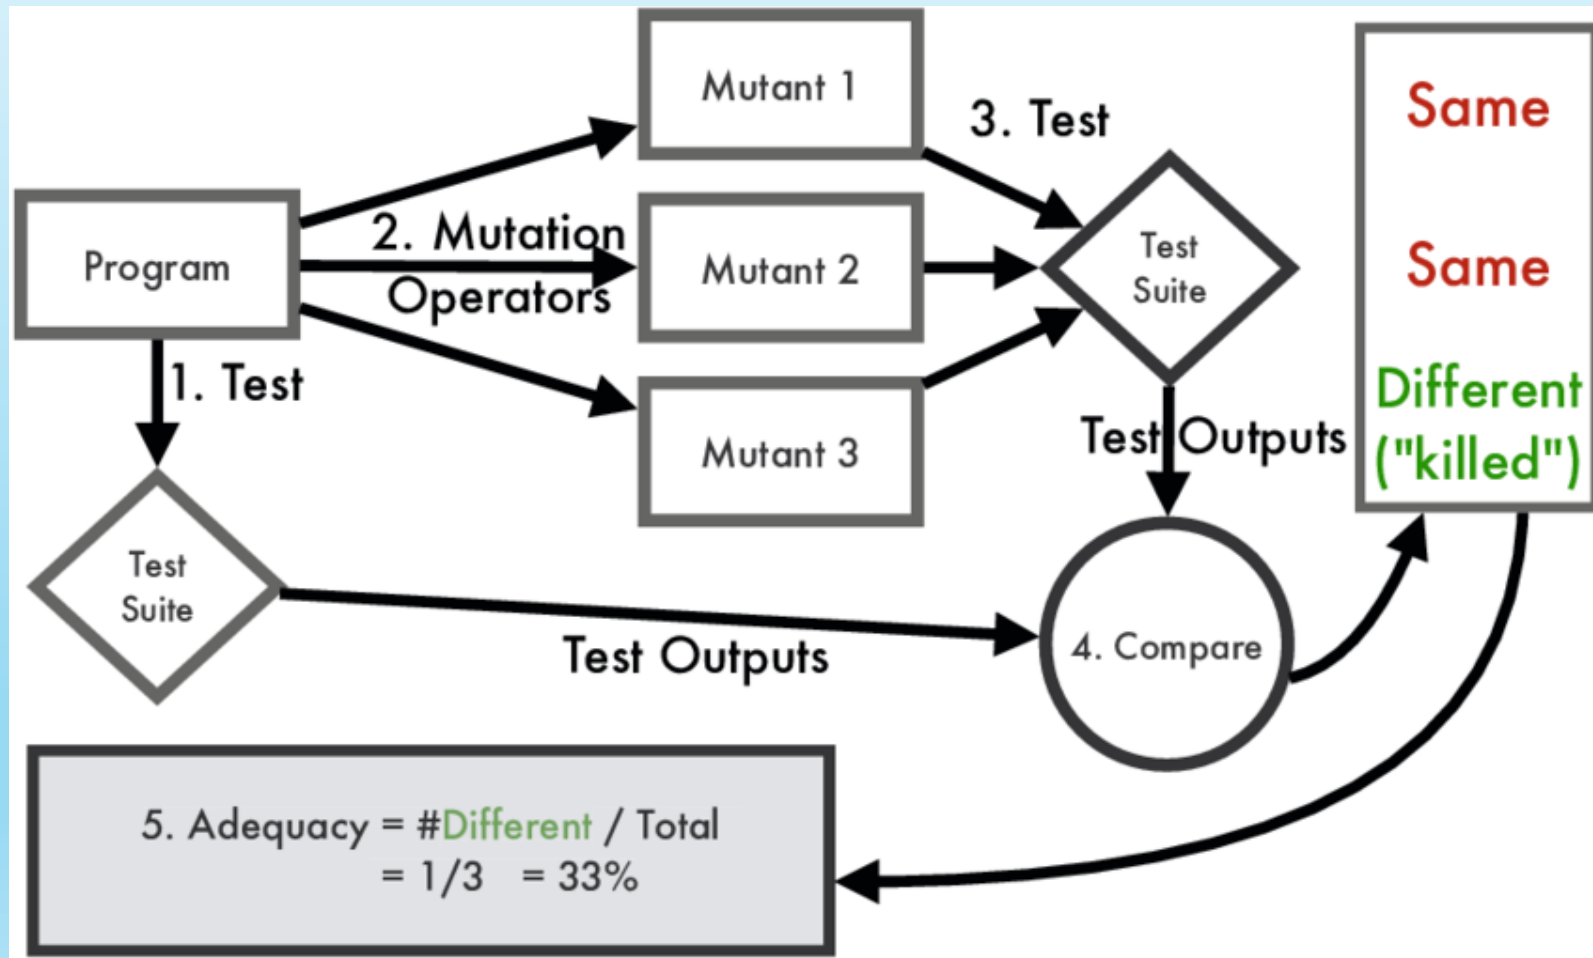 Program
1. Test
Test
Suite
2. Mutation
Operators
Mutant 1
Mutant 2
Mutant 3
3. Test
Test
Suite
Test Outputs
Test Outputs
4. Compare
Same
Same
Different
("killed")
5. Adequacy = #Different / Total
= 1/3 = 33%